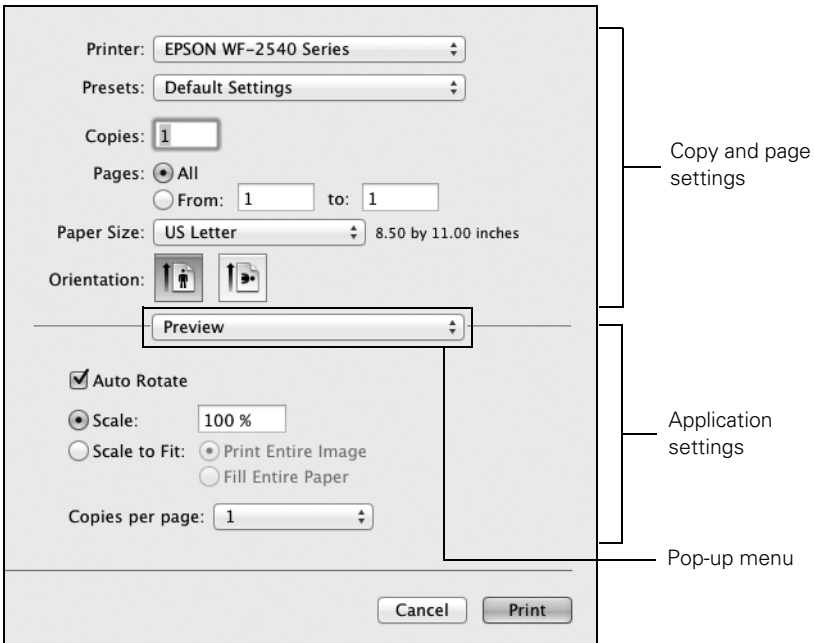 Printer: EPSON WF-2540 Series
Presets: Default Settings
Copies: 1
Pages: All
From: 1 to: 1
Paper Size: US Letter 8.50 by 11.00 inches
Orientation:
Copy and page
settings
Preview
Auto Rotate
Scale: 100 %
Scale to Fit: Print Entire Image
Fill Entire Paper
Copies per page: 1
Application
settings
Pop-up menu
Cancel Print